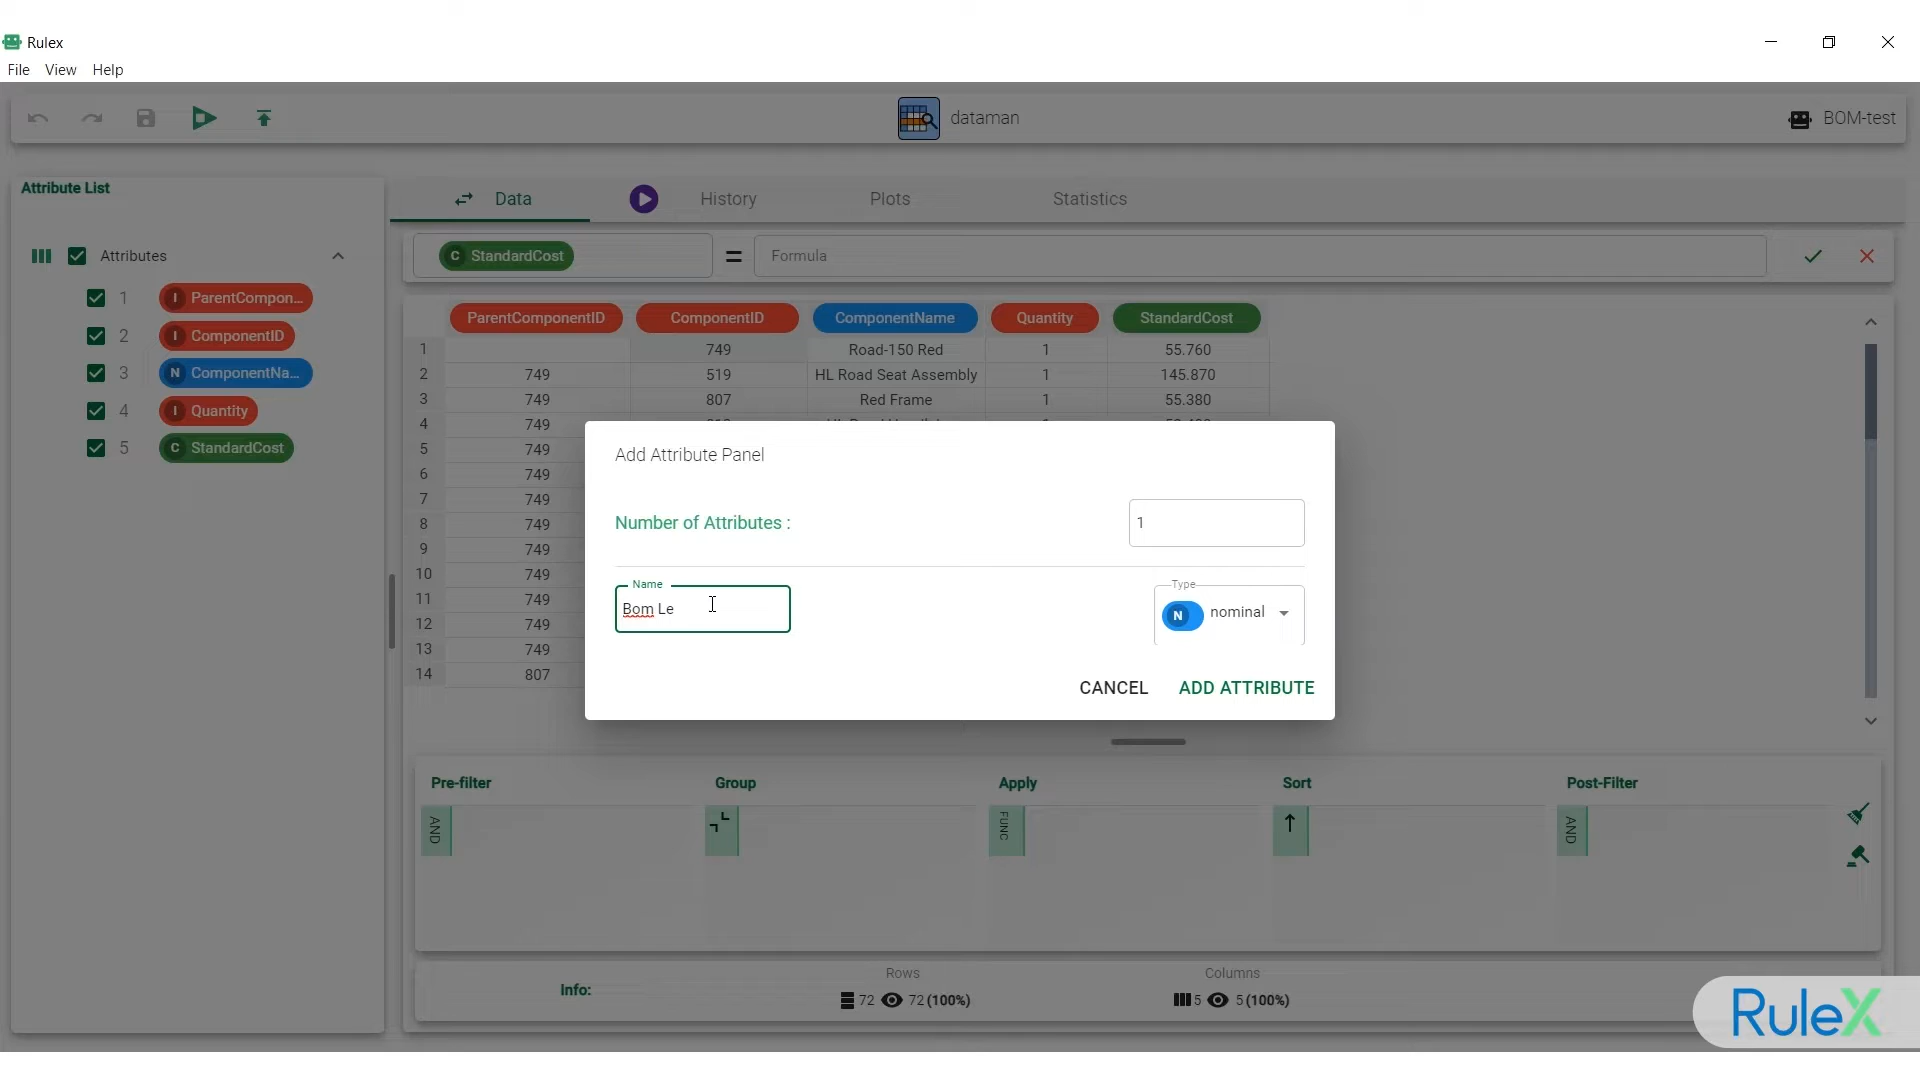 Rulex
File View Help
dataman
BOM-test
Attribute List
Data
History
Plots
Statistics
Attributes
C StandardCost = Formula
1 I ParentCompon...
2 I ComponentID
3 N ComponentNa...
4 I Quantity
5 C StandardCost
ParentComponentID ComponentID ComponentName Quantity StandardCost
1 749 Road-150 Red 1 55.760
2 749 519 HL Road Seat Assembly 1 145.870
3 749 807 Red Frame 1 55.380
4 749
5 749
6 749
7 749
8 749
9 749
10 749
11 749
12 749
13 749
14 807
Add Attribute Panel
Number of Attributes :
1
Name
Bom Le
Type
N nominal
CANCEL ADD ATTRIBUTE
Pre-filter Group Apply Sort Post-Filter
AND FUNC AND
Info:
Rows
72 72 (100%)
Columns
5 5 (100%)
RuleX